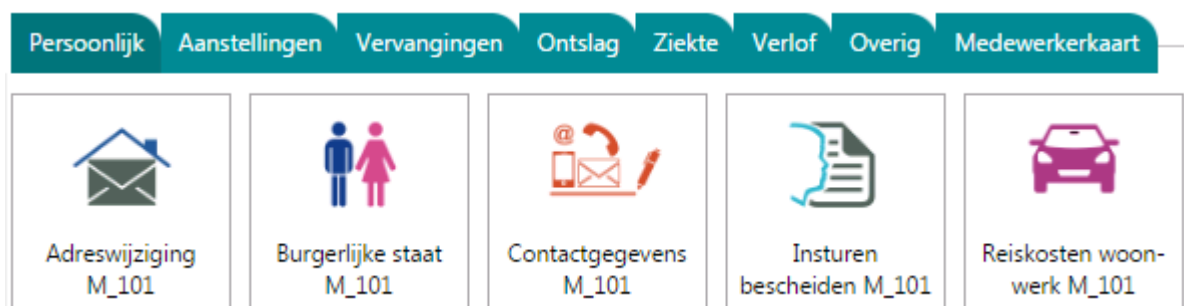 Persoonlijk Aanstellingen Vervangingen Ontslag Ziekte Verlof Overig Medewerkerkaart
@
Adreswijziging
M_101
Burgerlijke staat
M_101
Contactgegevens
M_101
Insturen
bescheiden M_101
Reiskosten woon-
werk M_101